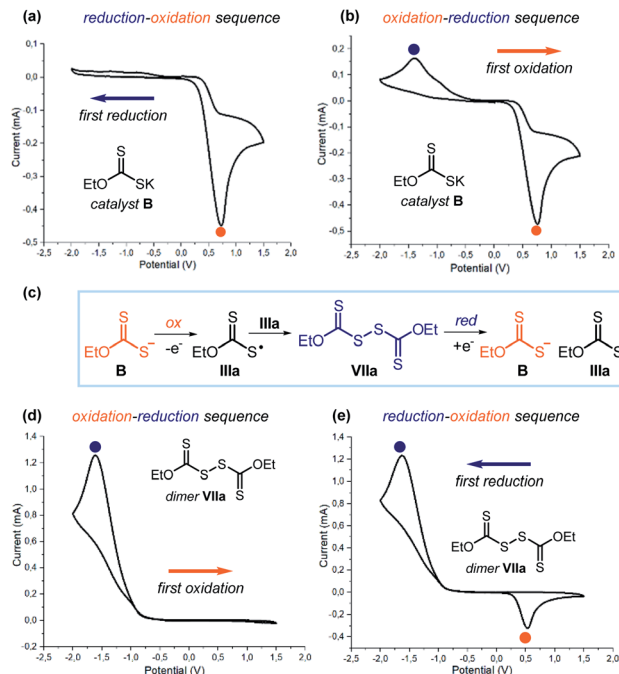 (a) reduction-oxidation sequence
0,1
0,0
-0,1
-0,2
-0,3
-0,4
-0,5
Current (mA)
first reduction
S
EtO
SK
catalyst B
-2,5 -2,0 -1,5 -1,0 -0,5 0,0 0,5 1,0 1,5 2,0
Potential (V)
(b) oxidation-reduction sequence
0,2
0,1
0,0
-0,1
-0,2
-0,3
-0,4
-0,5
Current (mA)
first oxidation
S
EtO
SK
catalyst B
-2,5 -2,0 -1,5 -1,0 -0,5 0,0 0,5 1,0 1,5 2,0
Potential (V)
(c)
S
EtO
S−
B
ox
-e−
S
EtO
S•
IIIa
IIIa
S
EtO
S
S
OEt
S
VIIa
red
+e−
S
EtO
S−
B
S
EtO
S
IIIa
(d) oxidation-reduction sequence
1,4
1,2
1,0
0,8
0,6
0,4
0,2
0,0
-0,2
Current (mA)
S
EtO
S
S
OEt
S
dimer VIIa
first oxidation
-2,5 -2,0 -1,5 -1,0 -0,5 0,0 0,5 1,0 1,5 2,0
Potential (V)
(e) reduction-oxidation sequence
1,4
1,2
1,0
0,8
0,6
0,4
0,2
0,0
-0,2
-0,4
Current (mA)
first reduction
S
EtO
S
S
OEt
S
dimer VIIa
-2,5 -2,0 -1,5 -1,0 -0,5 0,0 0,5 1,0 1,5 2,0
Potential (V)